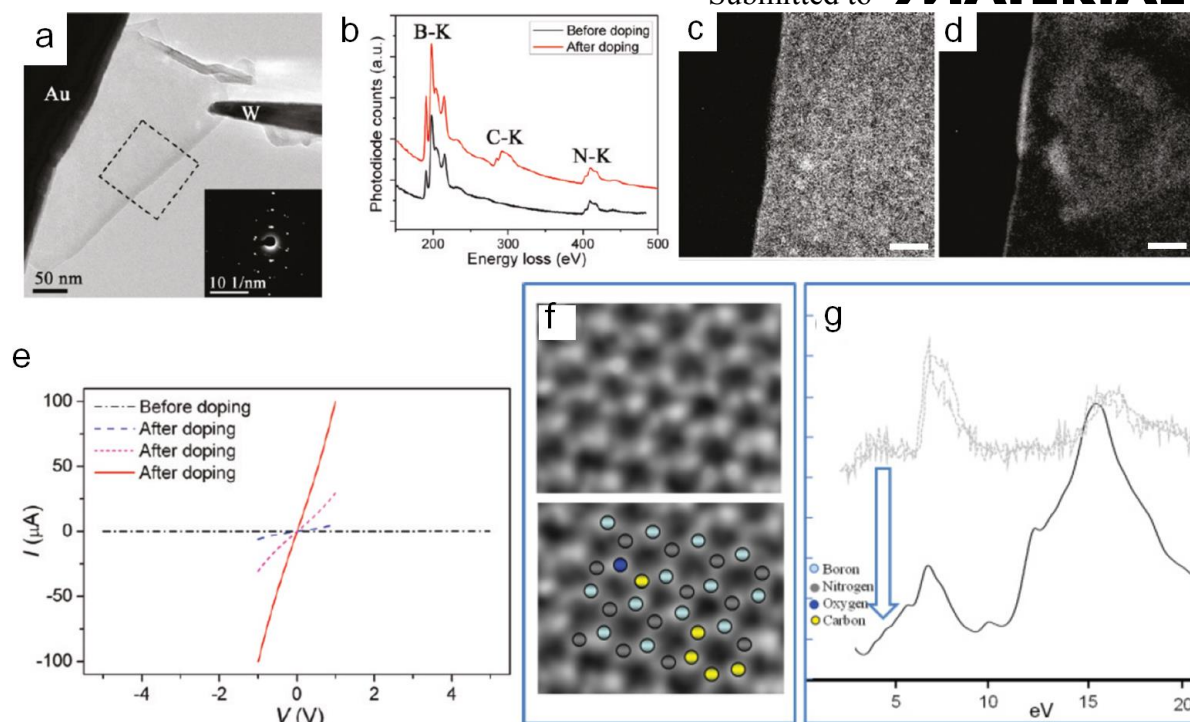 Submitted to
a
Au
W
50 nm
10 1/nm
b
B-K
C-K
N-K
Before doping
After doping
Photodiode counts (a.u.)
200 300 400 500
Energy loss (eV)
c
d
e
Before doping
After doping
After doping
After doping
100
50
0
-50
-100
I (μA)
-4 -2 0 2 4
V (V)
f
g
Boron
Nitrogen
Oxygen
Carbon
5 10 15 20
eV